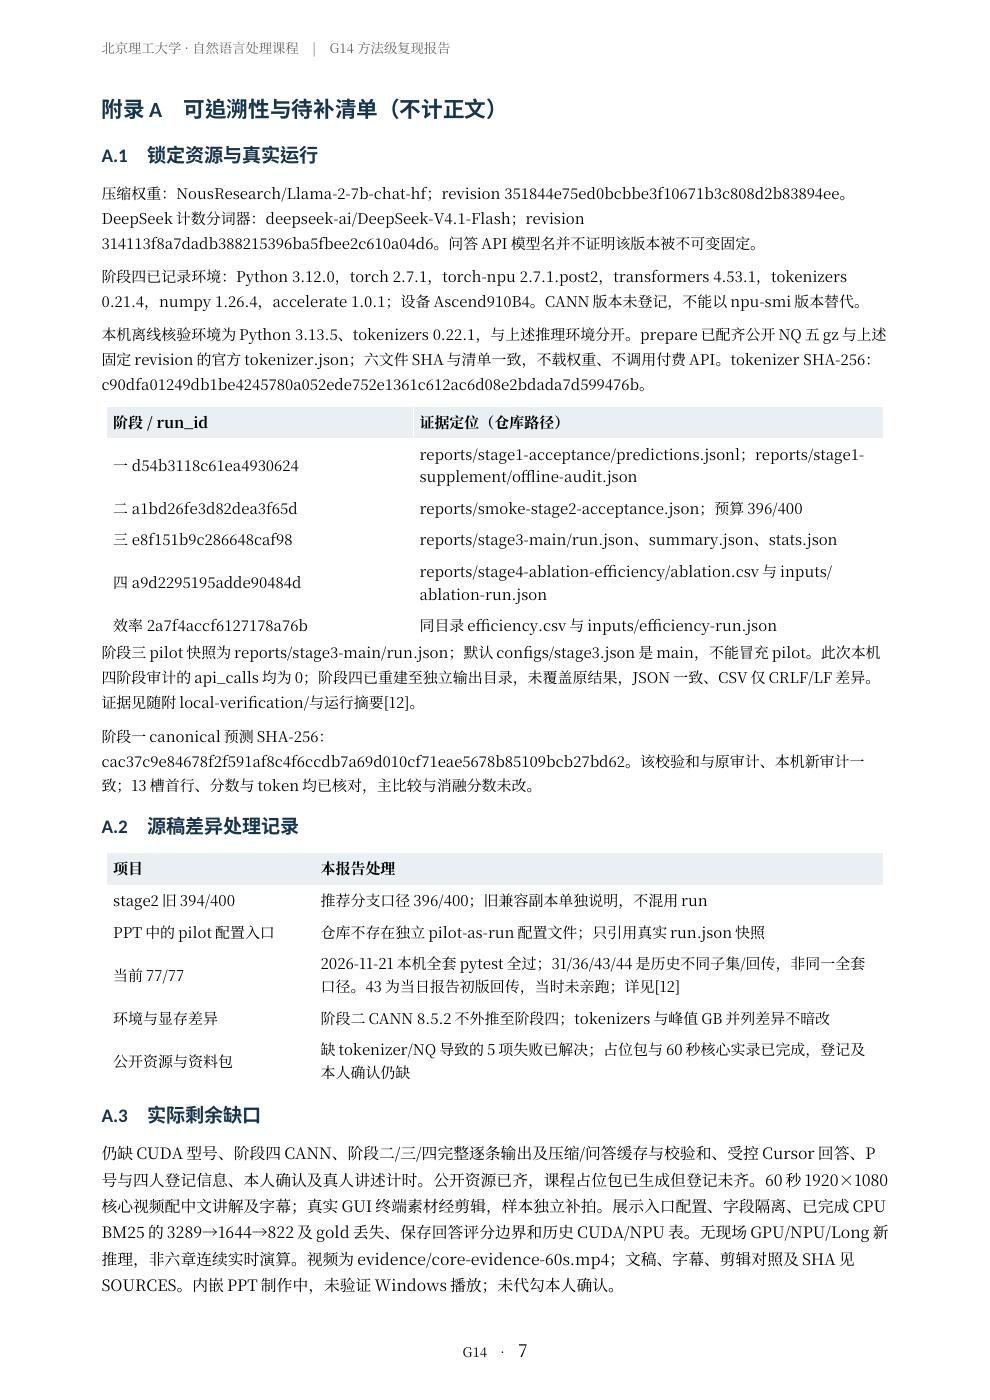 北京理工大学 · 自然语言处理课程 | G14 方法级复现报告
附录 A 可追溯性与待补清单（不计正文）
A.1 锁定资源与真实运行
压缩权重：NousResearch/Llama-2-7b-chat-hf；revision 351844e75ed0bcbbe3f10671b3c808d2b83894ee。
DeepSeek 计数分词器：deepseek-ai/DeepSeek-V4.1-Flash；revision
314113f8a7dadb388215396ba5fbee2c610a04d6。问答 API 模型名并不证明该版本被不可变固定。
阶段四已记录环境：Python 3.12.0，torch 2.7.1，torch-npu 2.7.1.post2，transformers 4.53.1，tokenizers
0.21.4，numpy 1.26.4，accelerate 1.0.1；设备 Ascend910B4。CANN 版本未登记，不能以 npu-smi 版本替代。
本机离线核验环境为 Python 3.13.5、tokenizers 0.22.1，与上述推理环境分开。prepare 已配齐公开 NQ 五 gz 与上述
固定 revision 的官方 tokenizer.json；六文件 SHA 与清单一致，不载权重、不调用付费 API。tokenizer SHA-256：
c90dfa01249db1be4245780a052ede752e1361c612ac6d08e2bdada7d599476b。
阶段 / run_id 证据定位（仓库路径）
一 d54b3118c61ea4930624 reports/stage1-acceptance/predictions.jsonl；reports/stage1-
supplement/offline-audit.json
二 a1bd26fe3d82dea3f65d reports/smoke-stage2-acceptance.json；预算 396/400
三 e8f151b9c286648caf98 reports/stage3-main/run.json、summary.json、stats.json
四 a9d2295195adde90484d reports/stage4-ablation-efficiency/ablation.csv 与 inputs/
ablation-run.json
效率 2a7f4accf6127178a76b 同目录 efficiency.csv 与 inputs/efficiency-run.json
阶段三 pilot 快照为 reports/stage3-main/run.json；默认 configs/stage3.json 是 main，不能冒充 pilot。此次本机
四阶段审计的 api_calls 均为 0；阶段四已重建至独立输出目录，未覆盖原结果，JSON 一致、CSV 仅 CRLF/LF 差异。
证据见随附 local-verification/与运行摘要[12]。
阶段一 canonical 预测 SHA-256：
cac37c9e84678f2f591af8c4f6ccdb7a69d010cf71eae5678b85109bcb27bd62。该校验和与原审计、本机新审计一
致；13 槽首行、分数与 token 均已核对，主比较与消融分数未改。
A.2 源稿差异处理记录
项目 本报告处理
stage2 旧 394/400 推荐分支口径 396/400；旧兼容副本单独说明，不混用 run
PPT 中的 pilot 配置入口 仓库不存在独立 pilot-as-run 配置文件；只引用真实 run.json 快照
当前 77/77 2026-11-21 本机全套 pytest 全过；31/36/43/44 是历史不同子集/回传，非同一全套
口径。43 为当日报告初版回传，当时未亲跑；详见[12]
环境与显存差异 阶段二 CANN 8.5.2 不外推至阶段四；tokenizers 与峰值 GB 并列差异不暗改
公开资源与资料包 缺 tokenizer/NQ 导致的 5 项失败已解决；占位包与 60 秒核心实录已完成，登记及
本人确认仍缺
A.3 实际剩余缺口
仍缺 CUDA 型号、阶段四 CANN、阶段二/三/四完整逐条输出及压缩/问答缓存与校验和、受控 Cursor 回答、P
号与四人登记信息、本人确认及真人讲述计时。公开资源已齐，课程占位包已生成但登记未齐。60 秒 1920×1080
核心视频配中文讲解及字幕；真实 GUI 终端素材经剪辑，样本独立补拍。展示入口配置、字段隔离、已完成 CPU
BM25 的 3289→1644→822 及 gold 丢失、保存回答评分边界和历史 CUDA/NPU 表。无现场 GPU/NPU/Long 新
推理，非六章连续实时演算。视频为 evidence/core-evidence-60s.mp4；文稿、字幕、剪辑对照及 SHA 见
SOURCES。内嵌 PPT 制作中，未验证 Windows 播放；未代勾本人确认。
G14 · 7